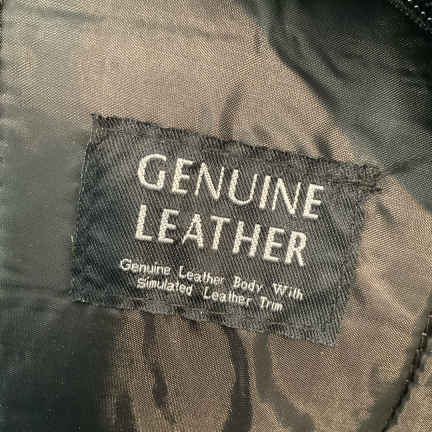 GENUINE
LEATHER
Genuine Leather Body With
Simulated Leather Trim